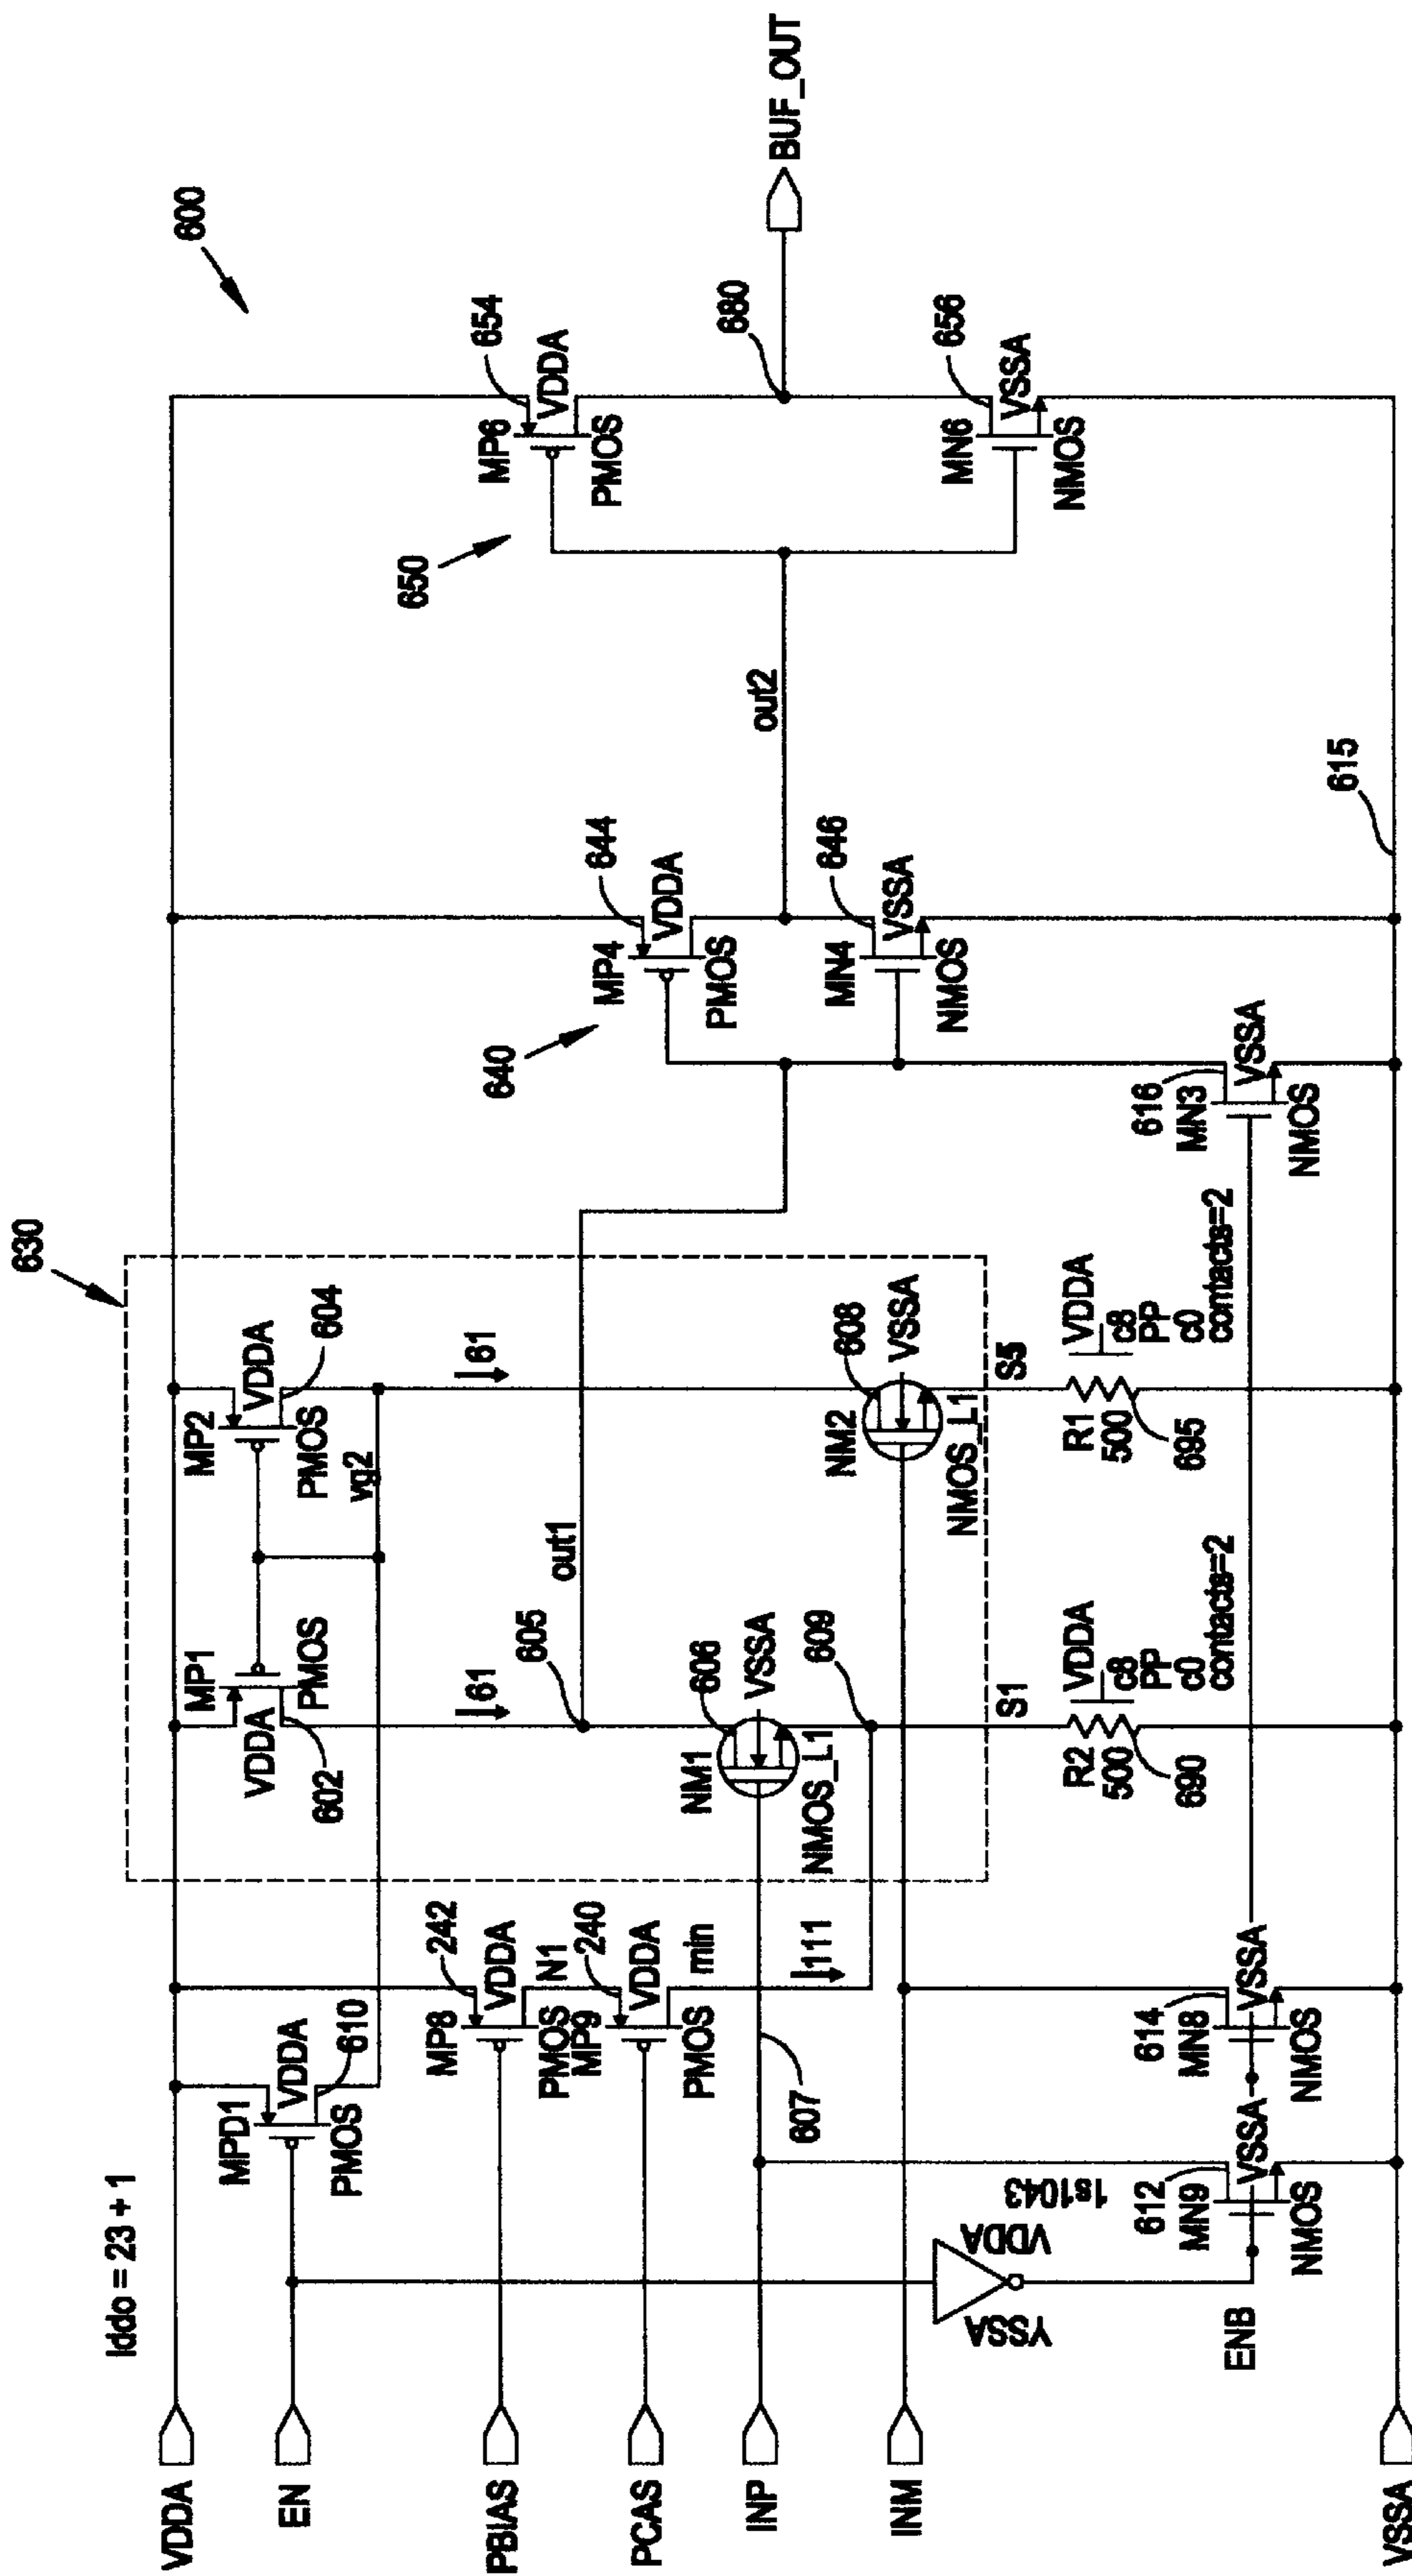 600
630
Iddo = 23 + 1
VDDA
EN
PBIAS
PCAS
INP
INM
VSSA
MPD1
VDDA
PMOS
610
MP8
242
VDDA
PMOS
N1
MP9
240
VDDA
PMOS
min
111
607
MP1
VDDA
PMOS
602
MP2
VDDA
PMOS
604
vg2
61
61
605
out1
NM1
606
VSSA
NMOS_L1
609
NM2
608
VSSA
NMOS_L1
S1
S5
R2
500
690
VDDA
c8
PP
c0
contacts=2
R1
500
695
VDDA
c8
PP
c0
contacts=2
VSSA
VDDA
1s1043
ENB
612
MN9
VSSA
NMOS
614
MN8
VSSA
NMOS
616
MN3
VSSA
NMOS
640
MP4
644
VDDA
PMOS
MN4
646
VSSA
NMOS
out2
650
MP6
654
VDDA
PMOS
680
MN6
656
VSSA
NMOS
BUF_OUT
615